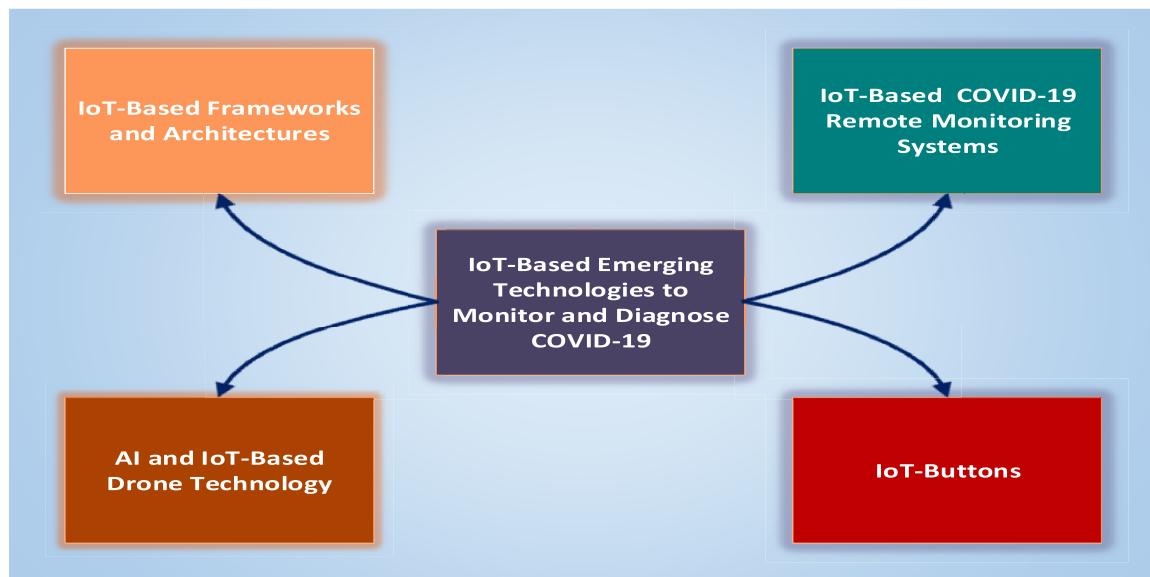 IoT-Based Frameworks
and Architectures
IoT-Based COVID-19
Remote Monitoring
Systems
IoT-Based Emerging
Technologies to
Monitor and Diagnose
COVID-19
AI and IoT-Based
Drone Technology
IoT-Buttons